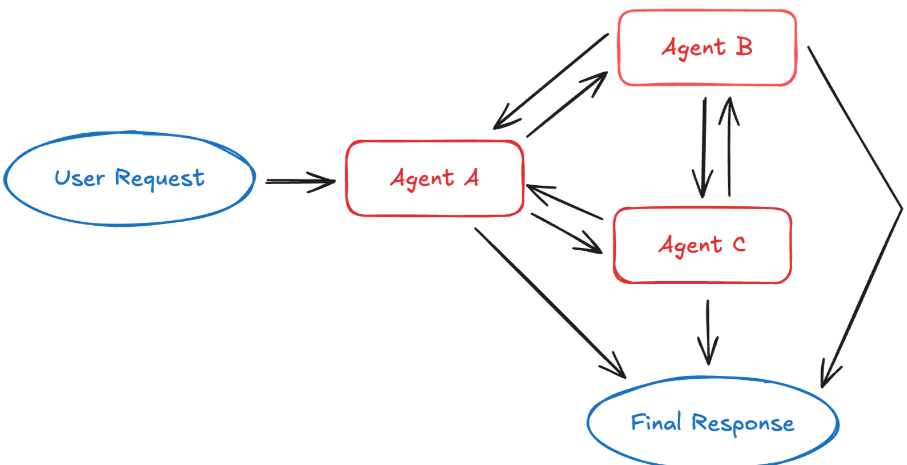 Agent B
User Request
Agent A
Agent C
Final Response